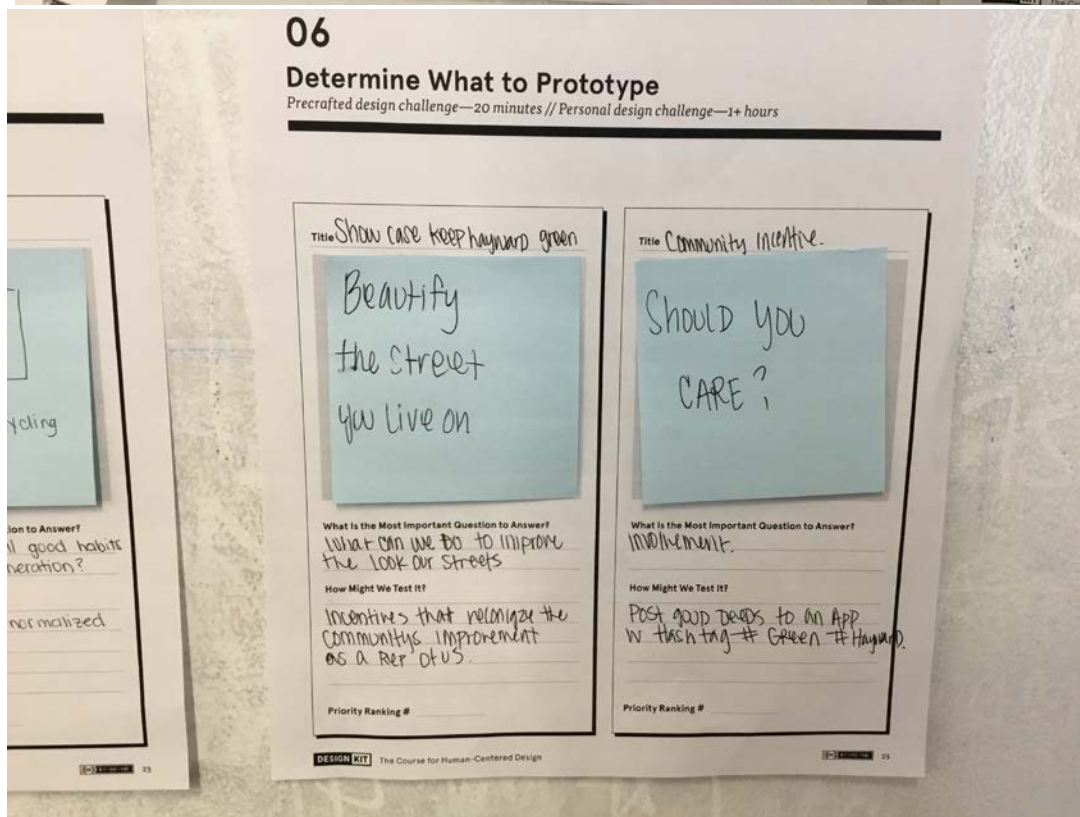 06
Determine What to Prototype
Precrafted design challenge—20 minutes // Personal design challenge—1+ hours
Title Show case keep hayward green
Beautify
the street
you live on
What Is the Most Important Question to Answer?
What can we DO to improve
the look our streets
How Might We Test It?
Incentives that reconigze the
communitys improvement
as a Rep of us.
Priority Ranking #
Title Community Incentive.
SHOULD YOU
CARE?
What Is the Most Important Question to Answer?
Involvement.
How Might We Test It?
POST GOOD DEEDS to an APP
w Hash tag # Green # Hayward.
Priority Ranking #
DESIGN KIT The Course for Human-Centered Design
23
ycling
ion to Answer?
good habits
neration?
normalized
23